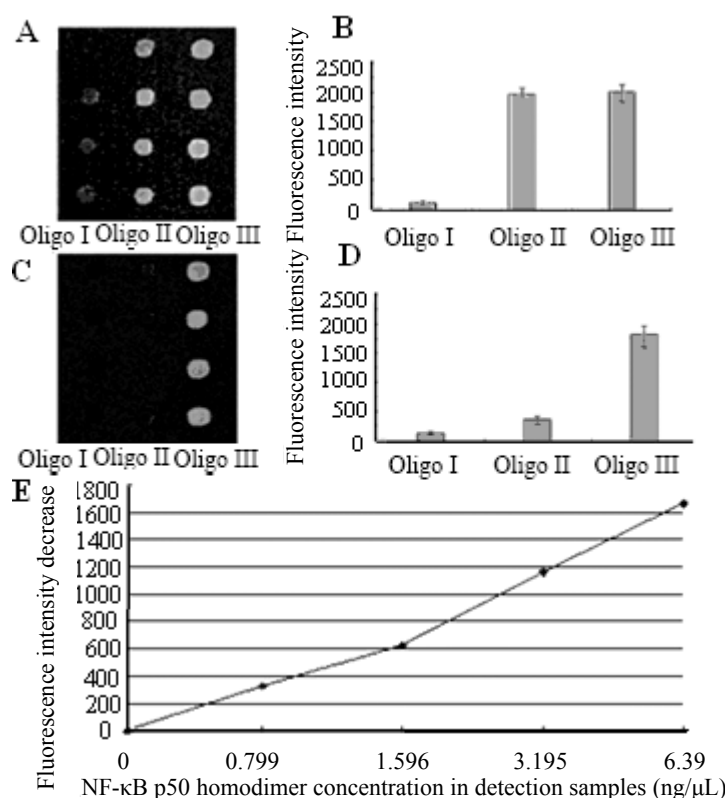 A
Oligo I Oligo II Oligo III
B
Fluorescence intensity
2500
2000
1500
1000
500
0
Oligo I Oligo II Oligo III
C
Oligo I Oligo II Oligo III
D
Fluorescence intensity
2500
2000
1500
1000
500
0
Oligo I Oligo II Oligo III
E
Fluorescence intensity decrease
1800
1600
1400
1200
1000
800
600
400
200
0
0 0.799 1.596 3.195 6.39
NF-κB p50 homodimer concentration in detection samples (ng/μL)